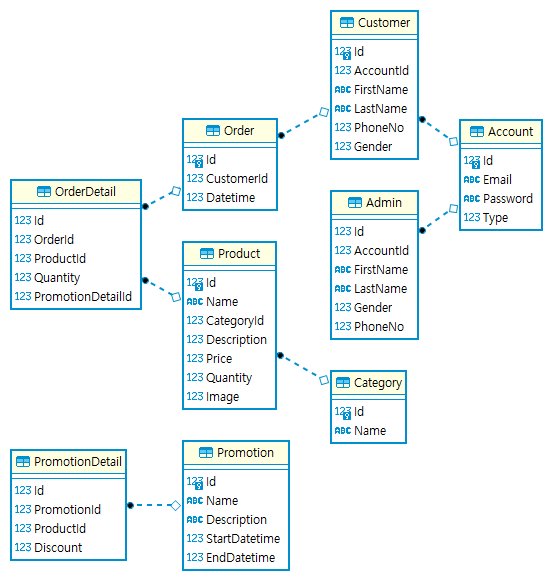 Customer
123 Id
123 AccountId
ABC FirstName
ABC LastName
123 PhoneNo
123 Gender
Order
123 Id
123 CustomerId
123 Datetime
Account
123 Id
ABC Email
ABC Password
123 Type
OrderDetail
123 Id
123 OrderId
123 ProductId
123 Quantity
123 PromotionDetailId
Admin
123 Id
123 AccountId
ABC FirstName
ABC LastName
123 Gender
123 PhoneNo
Product
123 Id
ABC Name
123 CategoryId
123 Description
123 Price
123 Quantity
123 Image
Category
123 Id
ABC Name
PromotionDetail
123 Id
123 PromotionId
123 ProductId
123 Discount
Promotion
123 Id
ABC Name
ABC Description
123 StartDatetime
123 EndDatetime